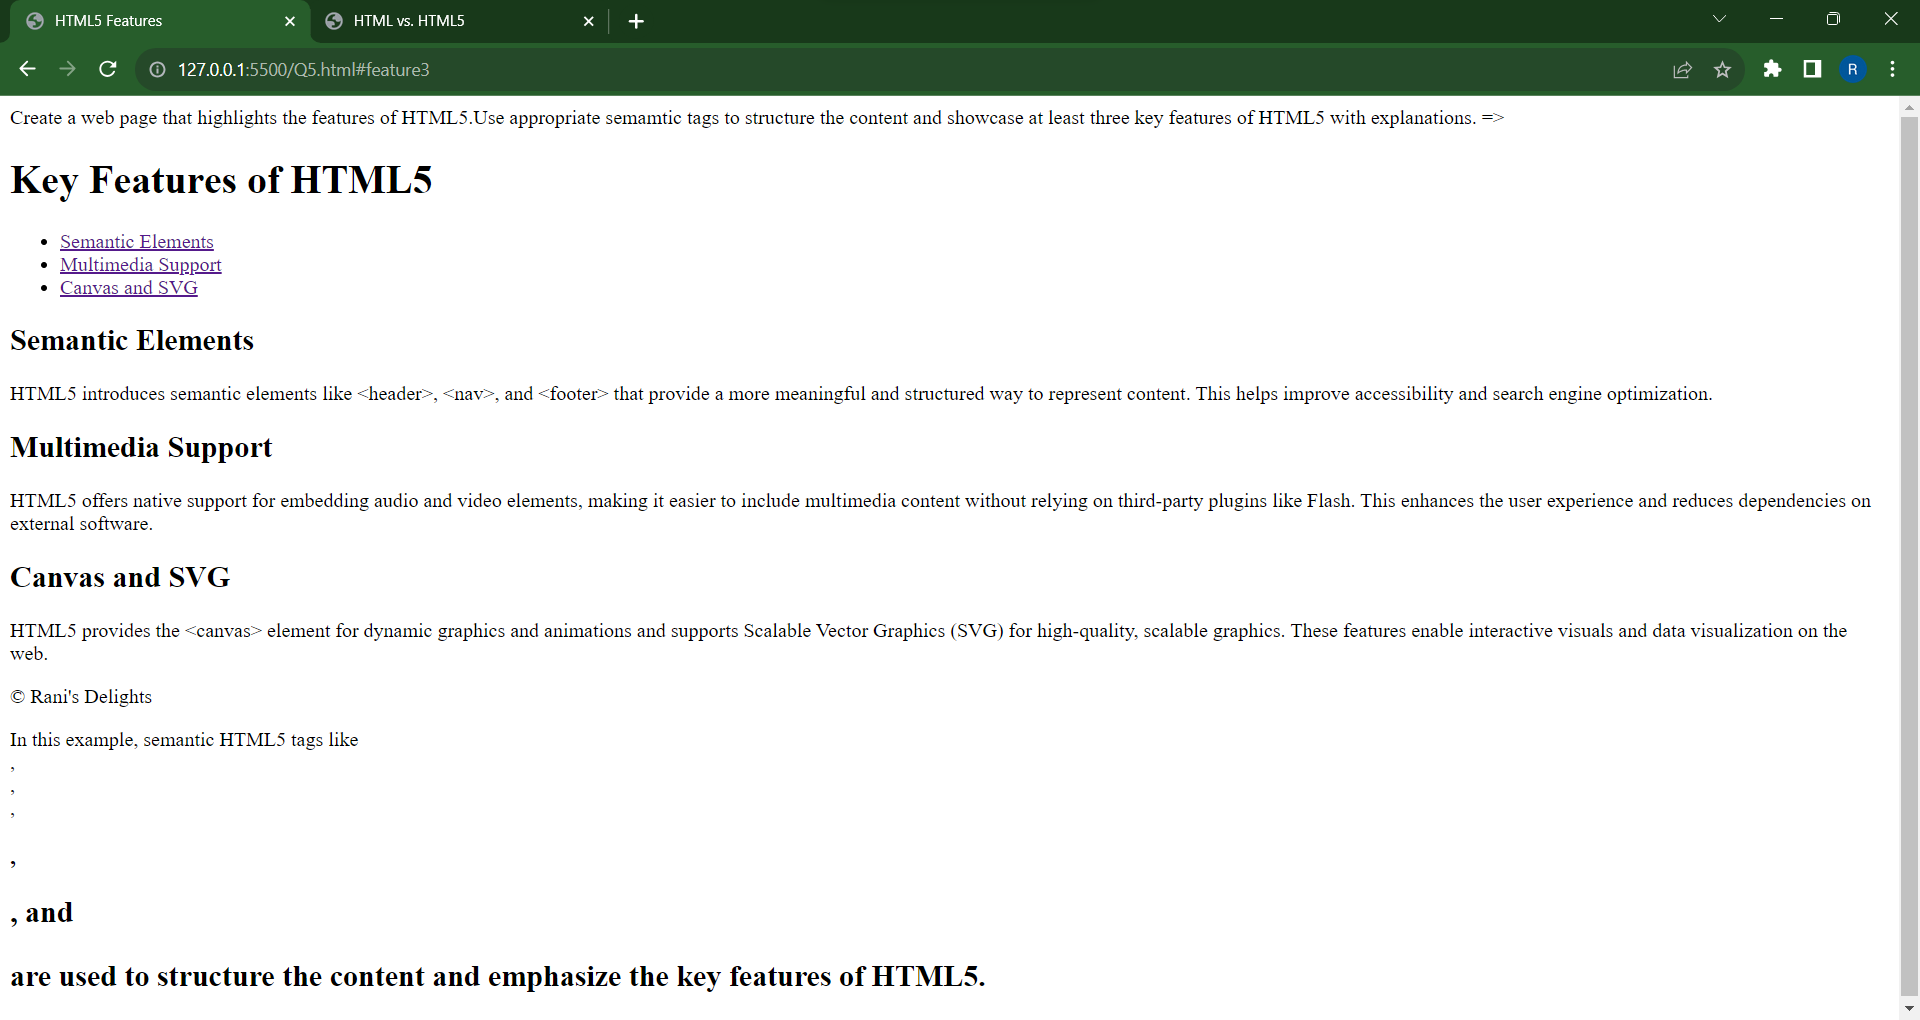 HTML5 Features
HTML vs. HTML5
127.0.0.1:5500/Q5.html#feature3
R
Create a web page that highlights the features of HTML5.Use appropriate semamtic tags to structure the content and showcase at least three key features of HTML5 with explanations. =>
Key Features of HTML5
• Semantic Elements
• Multimedia Support
• Canvas and SVG
Semantic Elements
HTML5 introduces semantic elements like <header>, <nav>, and <footer> that provide a more meaningful and structured way to represent content. This helps improve accessibility and search engine optimization.
Multimedia Support
HTML5 offers native support for embedding audio and video elements, making it easier to include multimedia content without relying on third-party plugins like Flash. This enhances the user experience and reduces dependencies on
external software.
Canvas and SVG
HTML5 provides the <canvas> element for dynamic graphics and animations and supports Scalable Vector Graphics (SVG) for high-quality, scalable graphics. These features enable interactive visuals and data visualization on the
web.
© Rani's Delights
In this example, semantic HTML5 tags like
,
,
,
,
, and
are used to structure the content and emphasize the key features of HTML5.